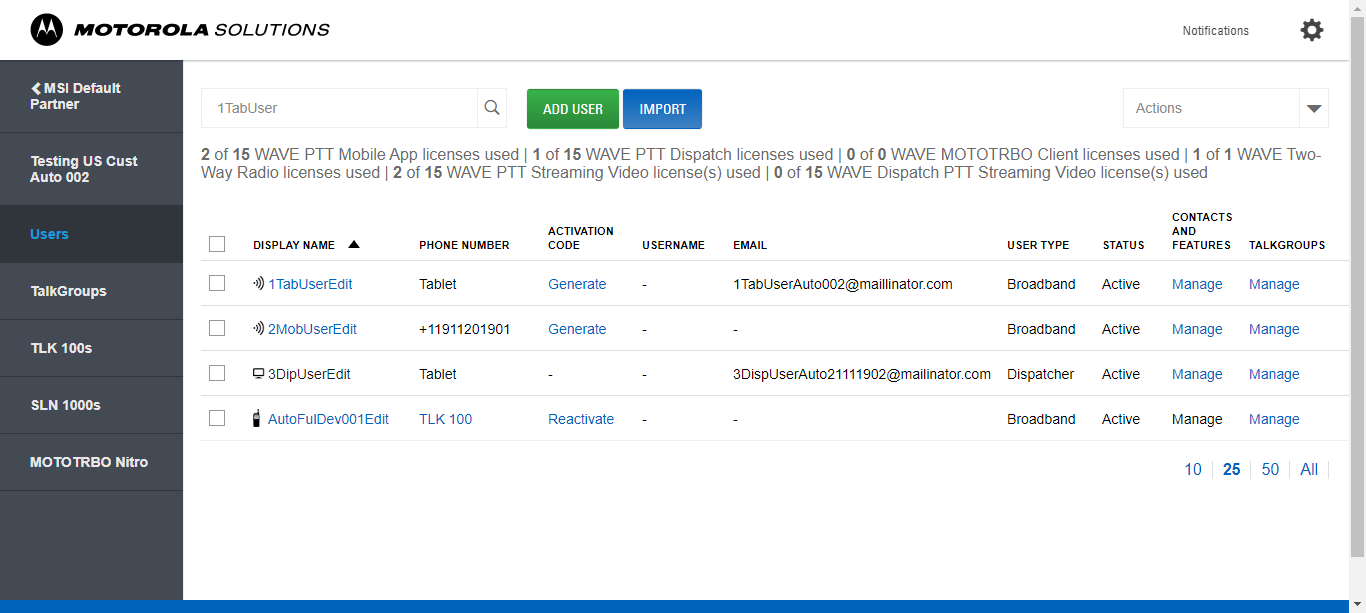 MOTOROLA SOLUTIONS
Notifications
MSI Default
Partner
Testing US Cust
Auto 002
Users
TalkGroups
TLK 100s
SLN 1000s
MOTOTRBO Nitro
1TabUser
ADD USER
IMPORT
Actions
2 of 15 WAVE PTT Mobile App licenses used | 1 of 15 WAVE PTT Dispatch licenses used | 0 of 0 WAVE MOTOTRBO Client licenses used | 1 of 1 WAVE Two-
Way Radio licenses used | 2 of 15 WAVE PTT Streaming Video license(s) used | 0 of 15 WAVE Dispatch PTT Streaming Video license(s) used
DISPLAY NAME PHONE NUMBER ACTIVATION CODE USERNAME EMAIL USER TYPE STATUS CONTACTS AND FEATURES TALKGROUPS
1TabUserEdit Tablet Generate - 1TabUserAuto002@maillinator.com Broadband Active Manage Manage
2MobUserEdit +11911201901 Generate - - Broadband Active Manage Manage
3DipUserEdit Tablet - - 3DispUserAuto21111902@mailinator.com Dispatcher Active Manage Manage
AutoFulDev001Edit TLK 100 Reactivate - - Broadband Active Manage Manage
10 25 50 All